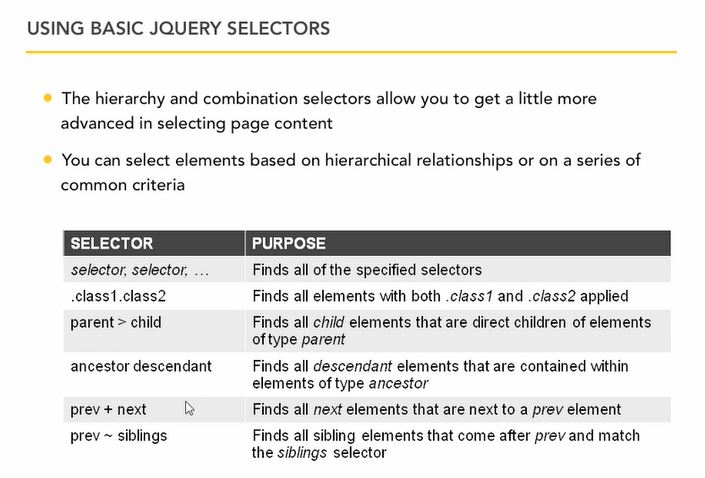 USING BASIC JQUERY SELECTORS
The hierarchy and combination selectors allow you to get a little more
advanced in selecting page content
You can select elements based on hierarchical relationships or on a series of
common criteria
SELECTOR PURPOSE
selector, selector, … Finds all of the specified selectors
.class1.class2 Finds all elements with both .class1 and .class2 applied
parent > child Finds all child elements that are direct children of elements
of type parent
ancestor descendant Finds all descendant elements that are contained within
elements of type ancestor
prev + next Finds all next elements that are next to a prev element
prev ~ siblings Finds all sibling elements that come after prev and match
the siblings selector